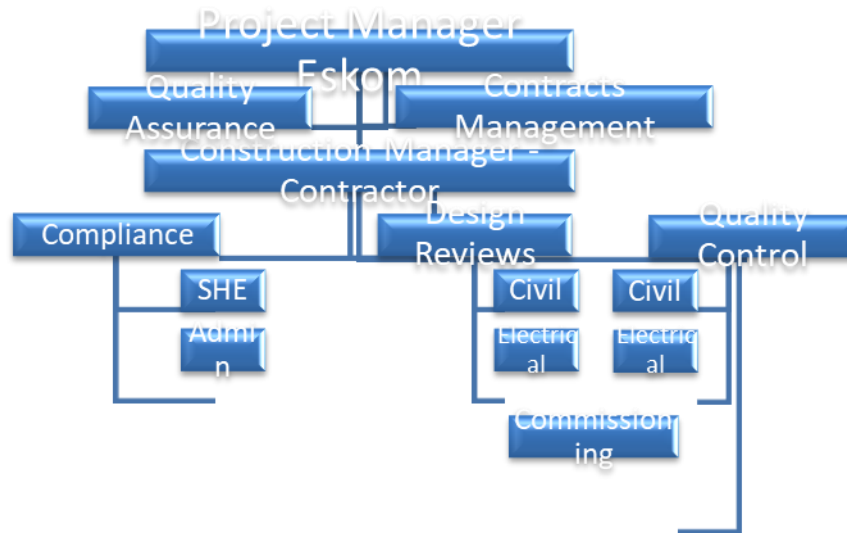 Project Manager
Eskom
Quality
Assurance
Contracts
Management
Construction Manager -
Contractor
Compliance
Design
Reviews
Quality
Control
SHE
Civil
Civil
Admi
n
Electric
al
Electric
al
Commission
ing